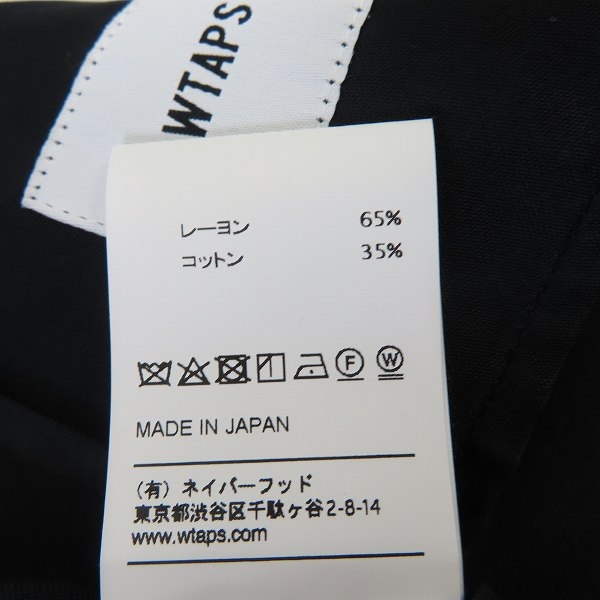 WTAPS
レーヨン 65%
コットン 35%
F W
MADE IN JAPAN
(有) ネイバーフッド
東京都渋谷区千駄ヶ谷2-8-14
www.wtaps.com